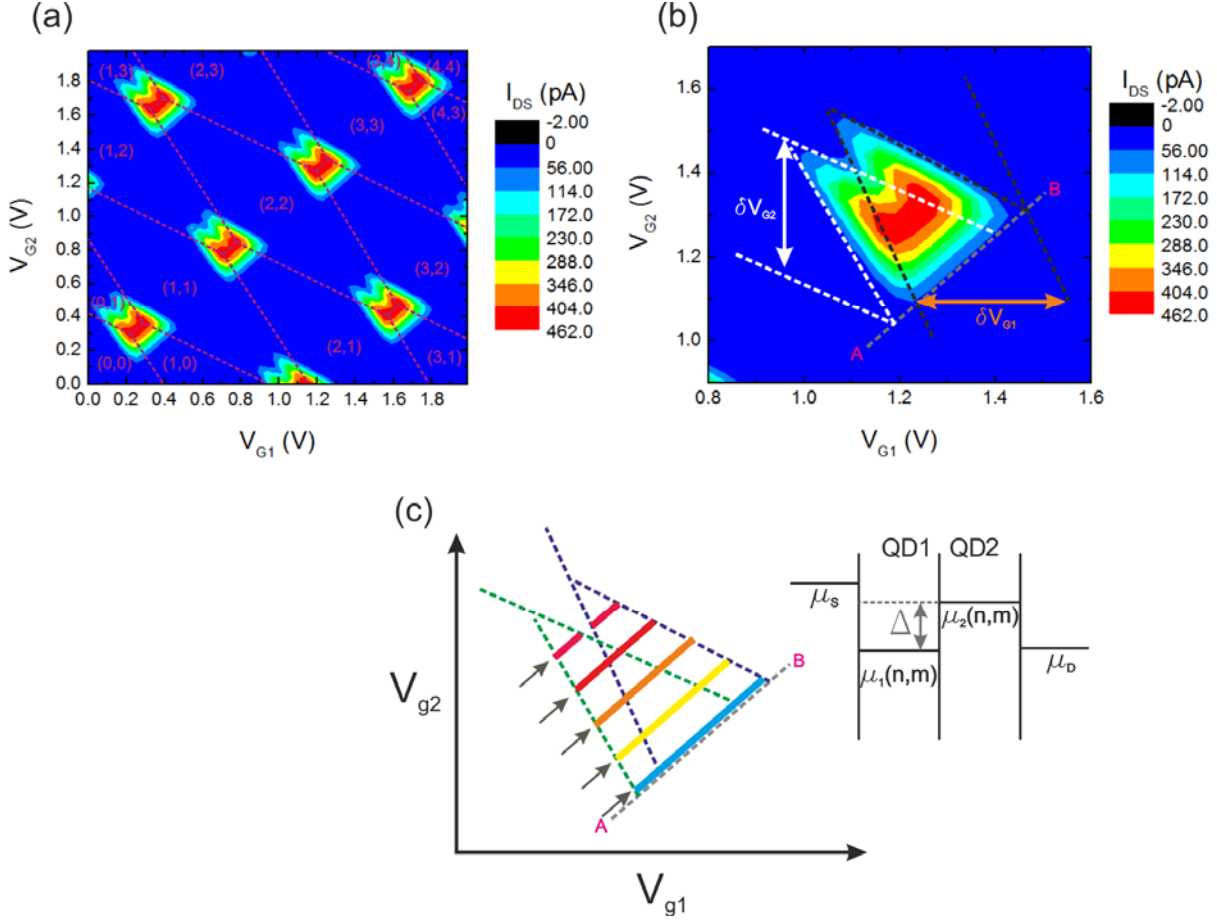 (a)
(b)
(1,3)
(2,3)
(3,4)
(4,4)
(4,3)
(3,3)
(1,2)
(2,2)
(3,2)
(1,1)
(0,1)
(2,1)
(3,1)
(0,0)
(1,0)
1.8
1.6
1.4
1.2
1.0
0.8
0.6
0.4
0.2
0.0
0.0 0.2 0.4 0.6 0.8 1.0 1.2 1.4 1.6 1.8
V_G2 (V)
V_G1 (V)
I_DS (pA)
-2.00
0
56.00
114.0
172.0
230.0
288.0
346.0
404.0
462.0
1.6
1.4
1.2
1.0
0.8 1.0 1.2 1.4 1.6
V_G2 (V)
V_G1 (V)
δV_G2
δV_G1
A
B
I_DS (pA)
-2.00
0
56.00
114.0
172.0
230.0
288.0
346.0
404.0
462.0
(c)
V_g2
V_g1
A
B
QD1 QD2
μ_S
Δ
μ_2(n,m)
μ_1(n,m)
μ_D